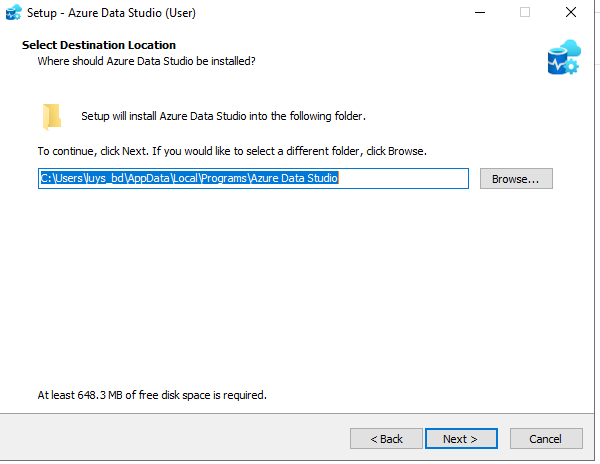 Setup - Azure Data Studio (User)
Select Destination Location
Where should Azure Data Studio be installed?
Setup will install Azure Data Studio into the following folder.
To continue, click Next. If you would like to select a different folder, click Browse.
C:\Users\luys_bd\AppData\Local\Programs\Azure Data Studio
Browse...
At least 648.3 MB of free disk space is required.
< Back
Next >
Cancel